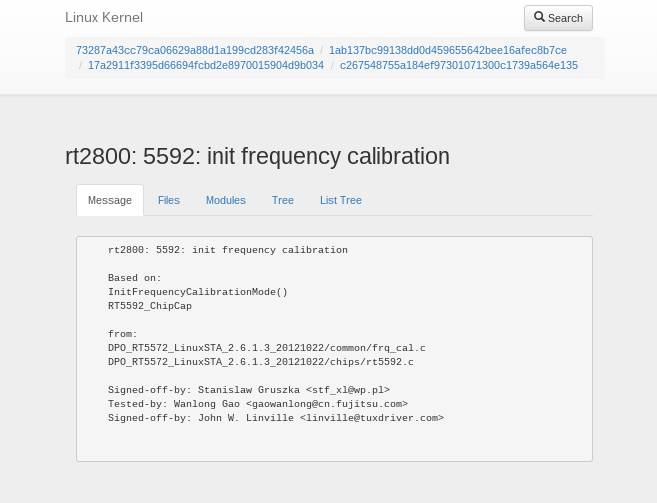 Linux Kernel
Search
73287a43cc79ca06629a88d1a199cd283f42456a / 1ab137bc99138dd0d459655642bee16afec8b7ce
/ 17a2911f3395d66694fcbd2e8970015904d9b034 / c267548755a184ef97301071300c1739a564e135
rt2800: 5592: init frequency calibration
Message Files Modules Tree List Tree
rt2800: 5592: init frequency calibration
Based on:
InitFrequencyCalibrationMode()
RT5592_ChipCap
from:
DPO_RT5572_LinuxSTA_2.6.1.3_20121022/common/frq_cal.c
DPO_RT5572_LinuxSTA_2.6.1.3_20121022/chips/rt5592.c
Signed-off-by: Stanislaw Gruszka <stf_xl@wp.pl>
Tested-by: Wanlong Gao <gaowanlong@cn.fujitsu.com>
Signed-off-by: John W. Linville <linville@tuxdriver.com>